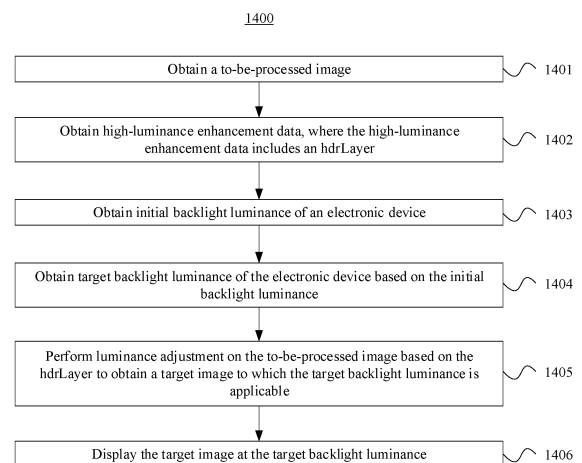 1400
Obtain a to-be-processed image
1401
Obtain high-luminance enhancement data, where the high-luminance
enhancement data includes an hdrLayer
1402
Obtain initial backlight luminance of an electronic device
1403
Obtain target backlight luminance of the electronic device based on the initial
backlight luminance
1404
Perform luminance adjustment on the to-be-processed image based on the
hdrLayer to obtain a target image to which the target backlight luminance is
applicable
1405
Display the target image at the target backlight luminance
1406